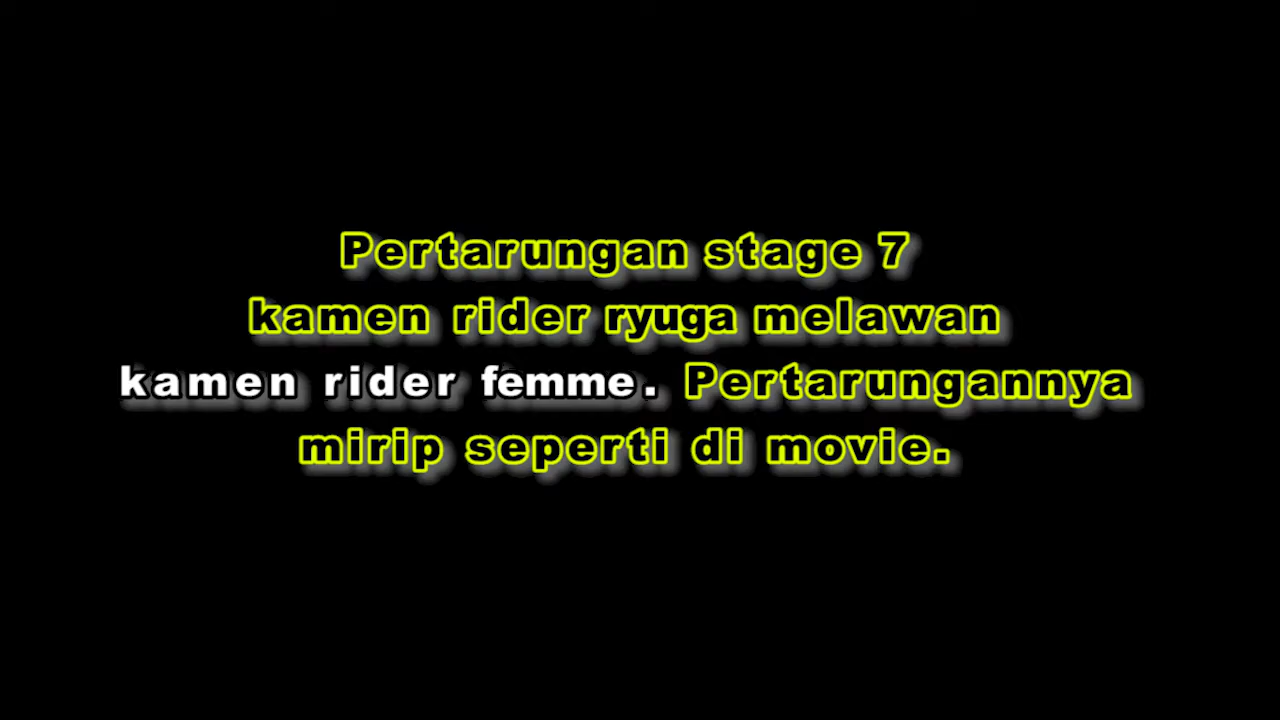 Pertarungan stage 7
kamen rider ryuga melawan
kamen rider femme. Pertarungannya
mirip seperti di movie.